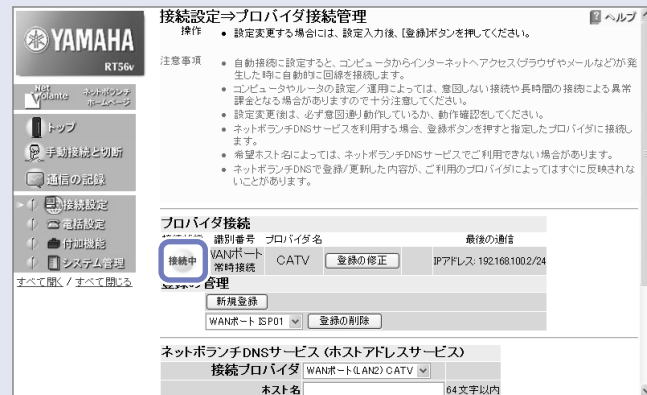 YAMAHA
RT56v
Net Volante ネットボランチ ホームページ
トップ
手動接続と切断
通信の記録
接続設定
電話設定
付加機能
システム管理
すべて開く / すべて閉じる
接続設定⇒プロバイダ接続管理
ヘルプ
操作 ● 設定変更する場合には、設定入力後、[登録]ボタンを押してください。
注意事項 ● 自動接続に設定すると、コンピュータからインターネットへアクセス(ブラウザやメールなど)が発
生した時に自動的に回線を接続します。
● コンピュータやルータの設定/運用によっては、意図しない接続や長時間の接続による異常
課金となる場合がありますので十分注意してください。
● 設定変更後は、必ず意図通り動作しているか、動作確認をしてください。
● ネットボランチDNSサービスを利用する場合、登録ボタンを押すと指定したプロバイダに接続し
ます。
● 希望ホスト名によっては、ネットボランチDNSサービスでご利用できない場合があります。
● ネットボランチDNSで登録/更新した内容が、ご利用のプロバイダによってはすぐに反映されな
いことがあります。
プロバイダ接続
識別番号 プロバイダ名 最後の通信
接続中 WANポート 常時接続 CATV 登録の修正 IPアドレス: 192.168.100.2/24
管理
新規登録
WANポート ISP01 登録の削除
ネットボランチDNSサービス (ホストアドレスサービス)
接続プロバイダ WANポート(LAN2) CATV
ホスト名 64文字以内